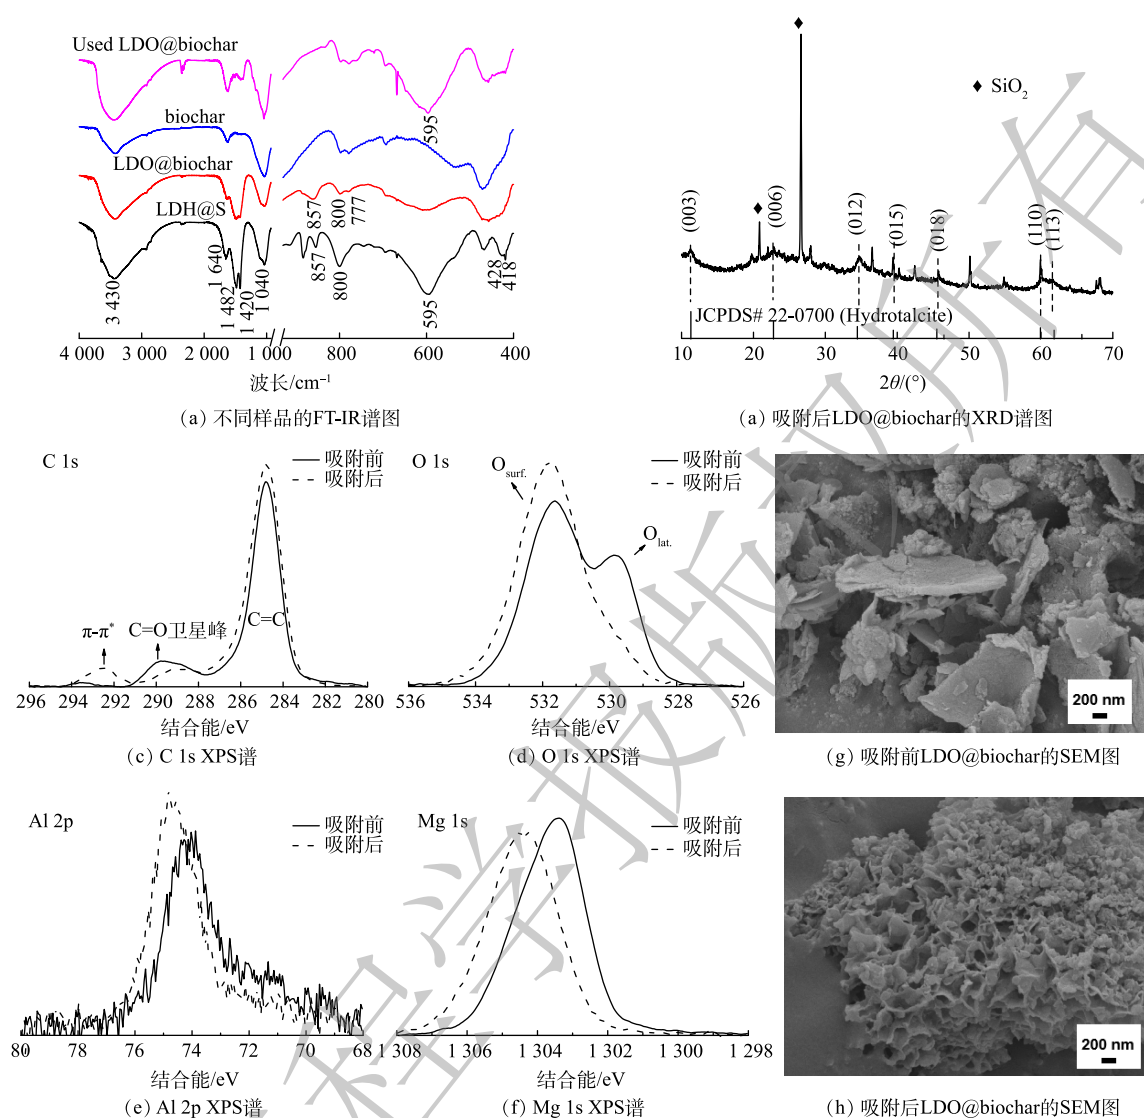 Used LDO@biochar
biochar
LDO@biochar
LDH@S
3 430
1 640
1 482
1 420
1 040
857
800
777
857
800
595
595
428
418
4 000
2 000
1 000
800
600
400
波长/cm⁻¹
(a) 不同样品的FT-IR谱图
♦ SiO₂
(003)
(006)
(012)
(015)
(018)
(110)
(113)
JCPDS# 22-0700 (Hydrotalcite)
10 20 30 40 50 60 70
2θ/(°)
(a) 吸附后LDO@biochar的XRD谱图
C 1s
吸附前
吸附后
π-π*
C=O卫星峰
C=C
296 294 292 290 288 286 284 282 280
结合能/eV
(c) C 1s XPS谱
O 1s
吸附前
吸附后
O surf.
O lat.
536 534 532 530 528 526
结合能/eV
(d) O 1s XPS谱
200 nm
(g) 吸附前LDO@biochar的SEM图
Al 2p
吸附前
吸附后
80 78 76 74 72 70 68
结合能/eV
(e) Al 2p XPS谱
Mg 1s
吸附前
吸附后
1 308 1 306 1 304 1 302 1 300 1 298
结合能/eV
(f) Mg 1s XPS谱
200 nm
(h) 吸附后LDO@biochar的SEM图
程学报版权所有